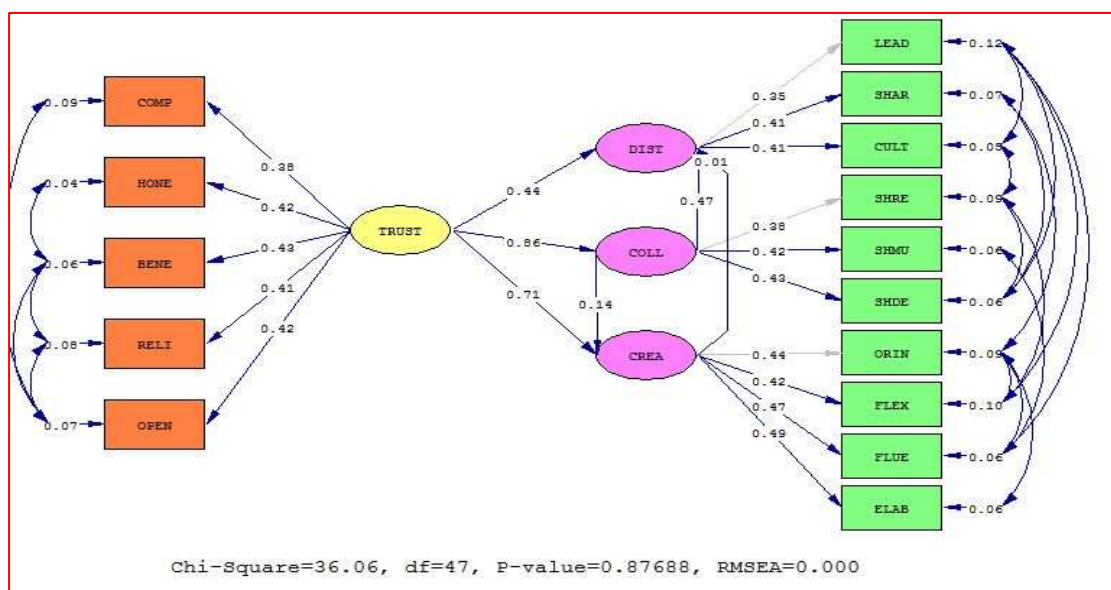 LEAD
0.12
COMP
0.09
SHAR
0.07
0.35
0.41
0.38
DIST
0.41
CULT
0.05
0.01
HONE
0.04
0.42
0.44
0.47
SHRE
0.09
TRUST
0.38
BENE
0.06
0.43
0.86
COLL
0.42
SHMU
0.06
0.43
SHDE
0.06
0.41
0.71
0.14
RELI
0.08
0.42
CREA
0.44
ORIN
0.09
0.42
FLEX
0.10
OPEN
0.07
0.47
0.49
FLUE
0.06
ELAB
0.06
Chi-Square=36.06, df=47, P-value=0.87688, RMSEA=0.000